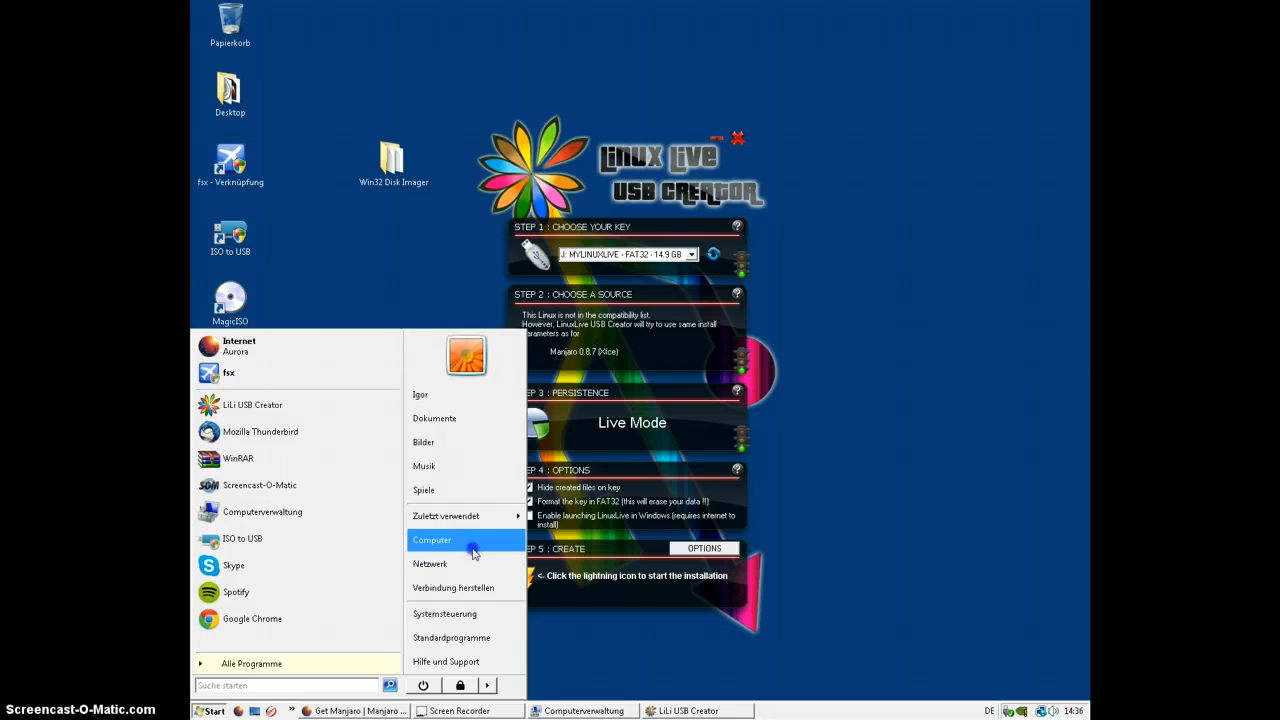 Papierkorb
Desktop
fsx - Verknüpfung
ISO to USB
MagicISO
Win32 Disk Imager
LINUX LIVE
USB CREATOR
STEP 1 : CHOOSE YOUR KEY
?
J: MYLINUXLIVE - FAT32 - 14.9 GB
STEP 2 : CHOOSE A SOURCE
?
This Linux is not in the compatibility list.
However, LinuxLive USB Creator will try to use same install
parameters as for
Manjaro 0.8.7 (Xfce)
EP 3 : PERSISTENCE
?
Live Mode
EP 4 : OPTIONS
?
Hide created files on key
Format the key in FAT32 (this will erase your data !!)
Enable launching LinuxLive in Windows (requires internet to
install)
EP 5 : CREATE
OPTIONS
<- Click the lightning icon to start the installation
Internet
Aurora
fsx
LiLi USB Creator
Mozilla Thunderbird
WinRAR
SOM
Screencast-O-Matic
Computerverwaltung
ISO to USB
Skype
Spotify
Google Chrome
Alle Programme
Suche starten
Igor
Dokumente
Bilder
Musik
Spiele
Zuletzt verwendet
Computer
Netzwerk
Verbindung herstellen
Systemsteuerung
Standardprogramme
Hilfe und Support
Screencast-O-Matic.com
Start
Get Manjaro | Manjaro ...
Screen Recorder
Computerverwaltung
LiLi USB Creator
DE
14:36